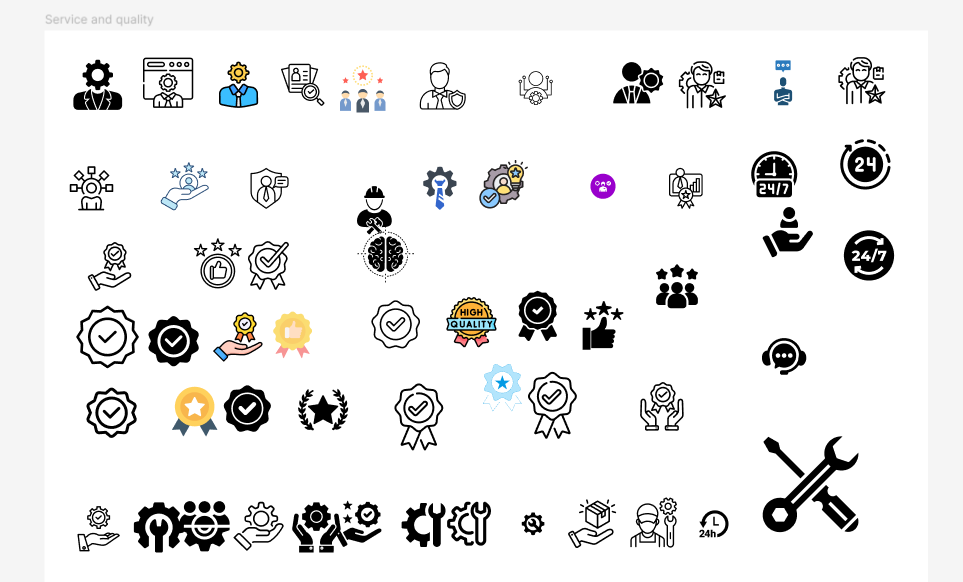 Service and quality
24
24/7
24/7
HIGH
QUALITY
24h